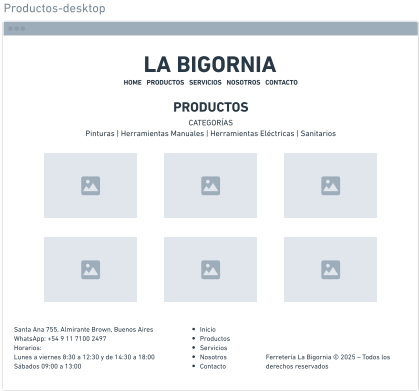 Productos-desktop
LA BIGORNIA
HOME PRODUCTOS SERVICIOS NOSOTROS CONTACTO
PRODUCTOS
CATEGORÍAS
Pinturas | Herramientas Manuales | Herramientas Eléctricas | Sanitarios
Santa Ana 755, Almirante Brown, Buenos Aires
WhatsApp: +54 9 11 7100 2497
Horarios:
Lunes a viernes 8:30 a 12:30 y de 14:30 a 18:00
Sábados 09:00 a 13:00
• Inicio
• Productos
• Servicios
• Nosotros
• Contacto
Ferretería La Bigornia © 2025 – Todos los
derechos reservados